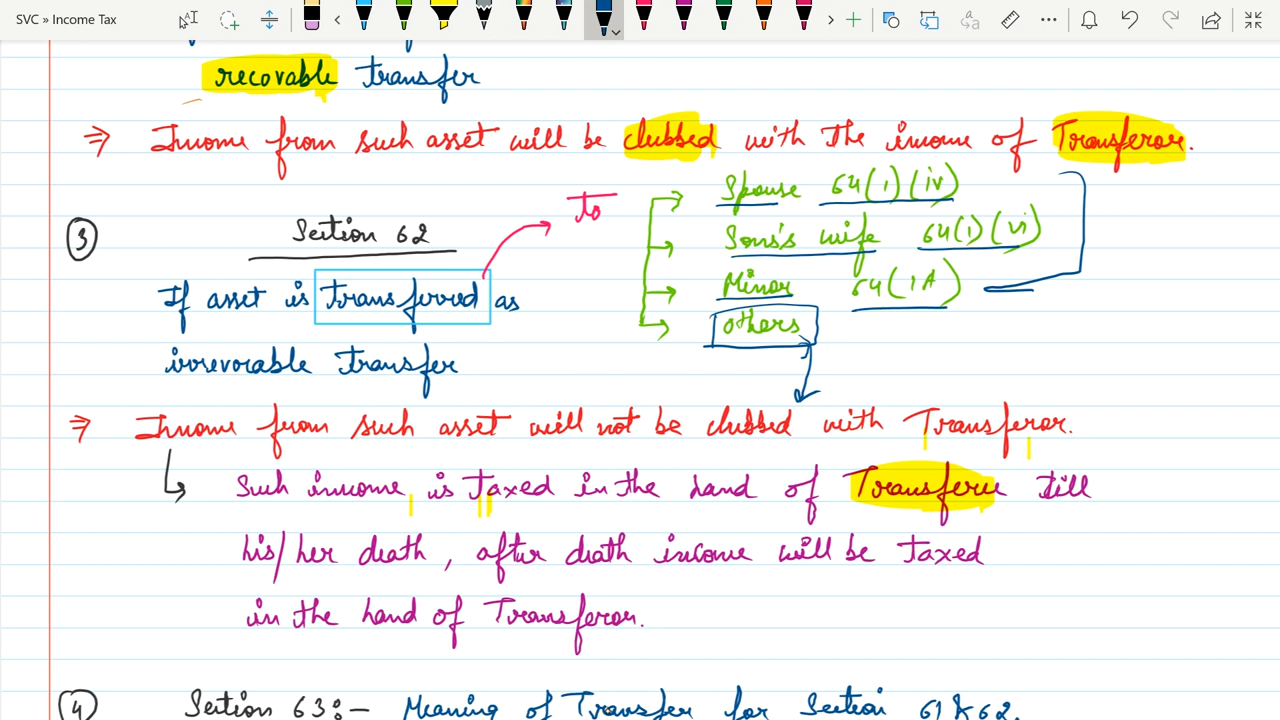 SVC » Income Tax
recovable transfer
⇒ Income from such asset will be clubbed with the income of Transferor.
③ Section 62
If asset is transferred as
irrevocable transfer
to
Spouse 64(1)(iv)
Sons's wife 64(1)(vi)
Minor 64(1A)
others
⇒ Income from such asset will not be clubbed with Transferor.
Such income is taxed in the hand of Transferee till
his/her death, after death income will be taxed
in the hand of Transferor.
④ Section 63:- Meaning of Transfer for Section 61 & 62.